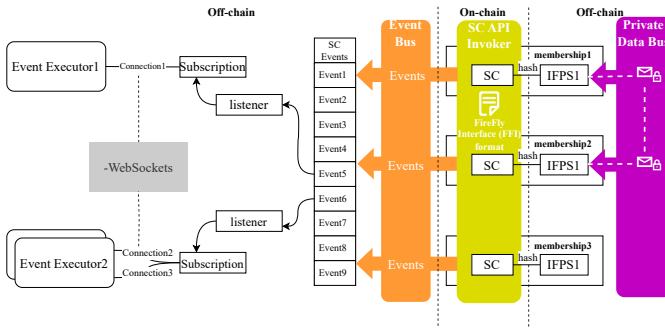 Off-chain
Event
Bus
On-chain
SC API
Invoker
Off-chain
Private
Data Bus
SC
Events
Event1
Event2
Event3
Event4
Event5
Event6
Event7
Event8
Event9
Event Executor1
Connection1
Subscription
listener
-WebSockets
listener
Event Executor2
Connection2
Connection3
Subscription
Events
Events
Events
membership1
SC
hash
IFPS1
FireFly
Interface (FFI)
format
membership2
SC
hash
IFPS1
membership3
SC
hash
IFPS1